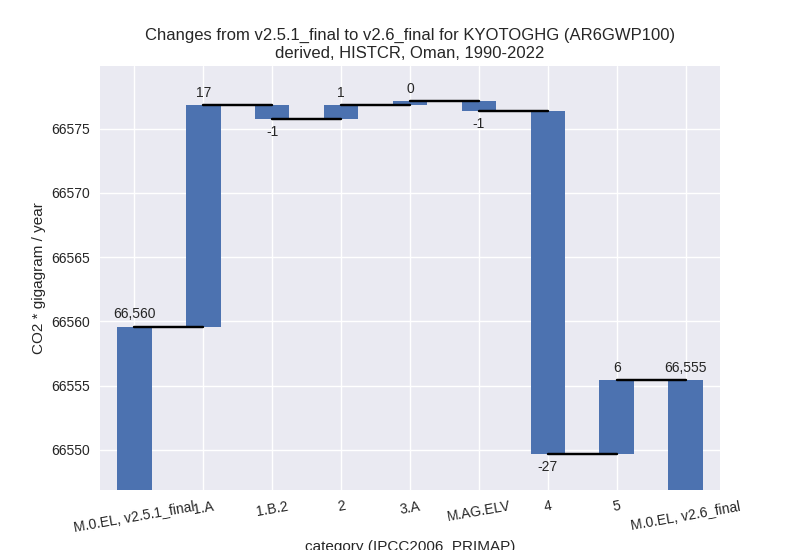 Changes from v2.5.1_final to v2.6_final for KYOTOGHG (AR6GWP100)
derived, HISTCR, Oman, 1990-2022
CO2 * gigagram / year
66575
66570
66565
66560
66555
66550
66,560
17
-1
1
0
-1
-27
6
66,555
M.0.EL, v2.5.1_final
1.A
1.B.2
2
3.A
M.AG.ELV
4
5
M.0.EL, v2.6_final
category (IPCC2006_PRIMAP)